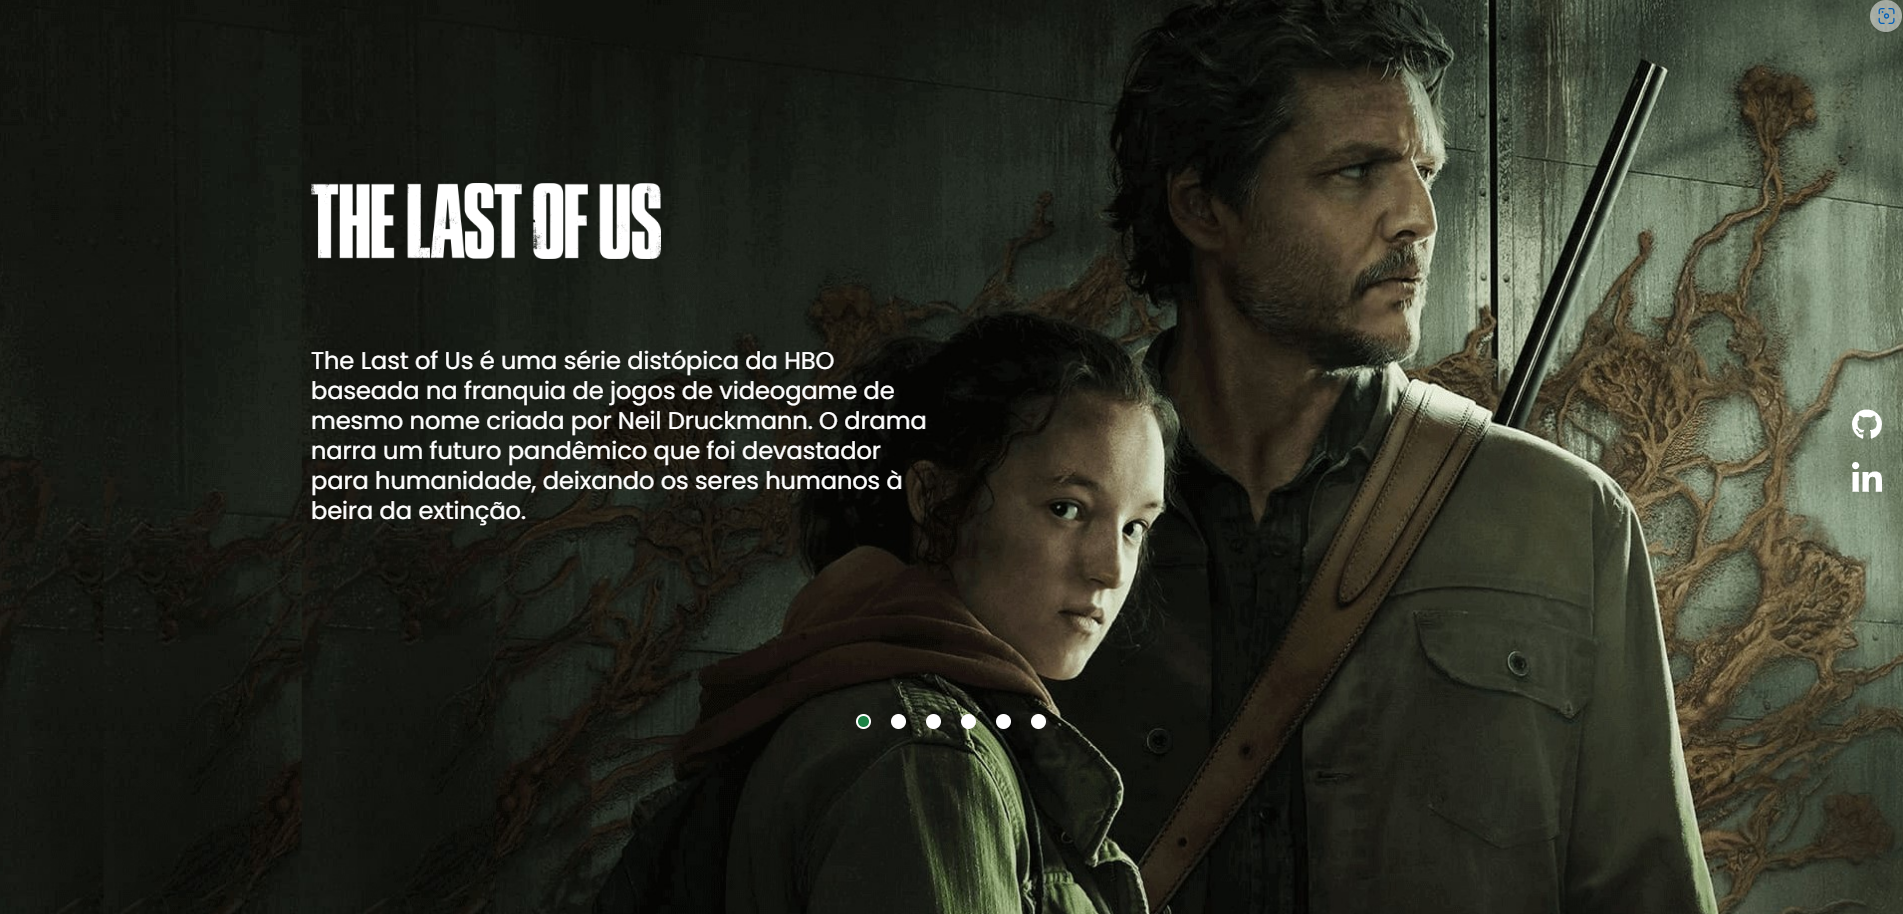 THE LAST OF US
The Last of Us é uma série distópica da HBO
baseada na franquia de jogos de videogame de
mesmo nome criada por Neil Druckmann. O drama
narra um futuro pandêmico que foi devastador
para humanidade, deixando os seres humanos à
beira da extinção.
in